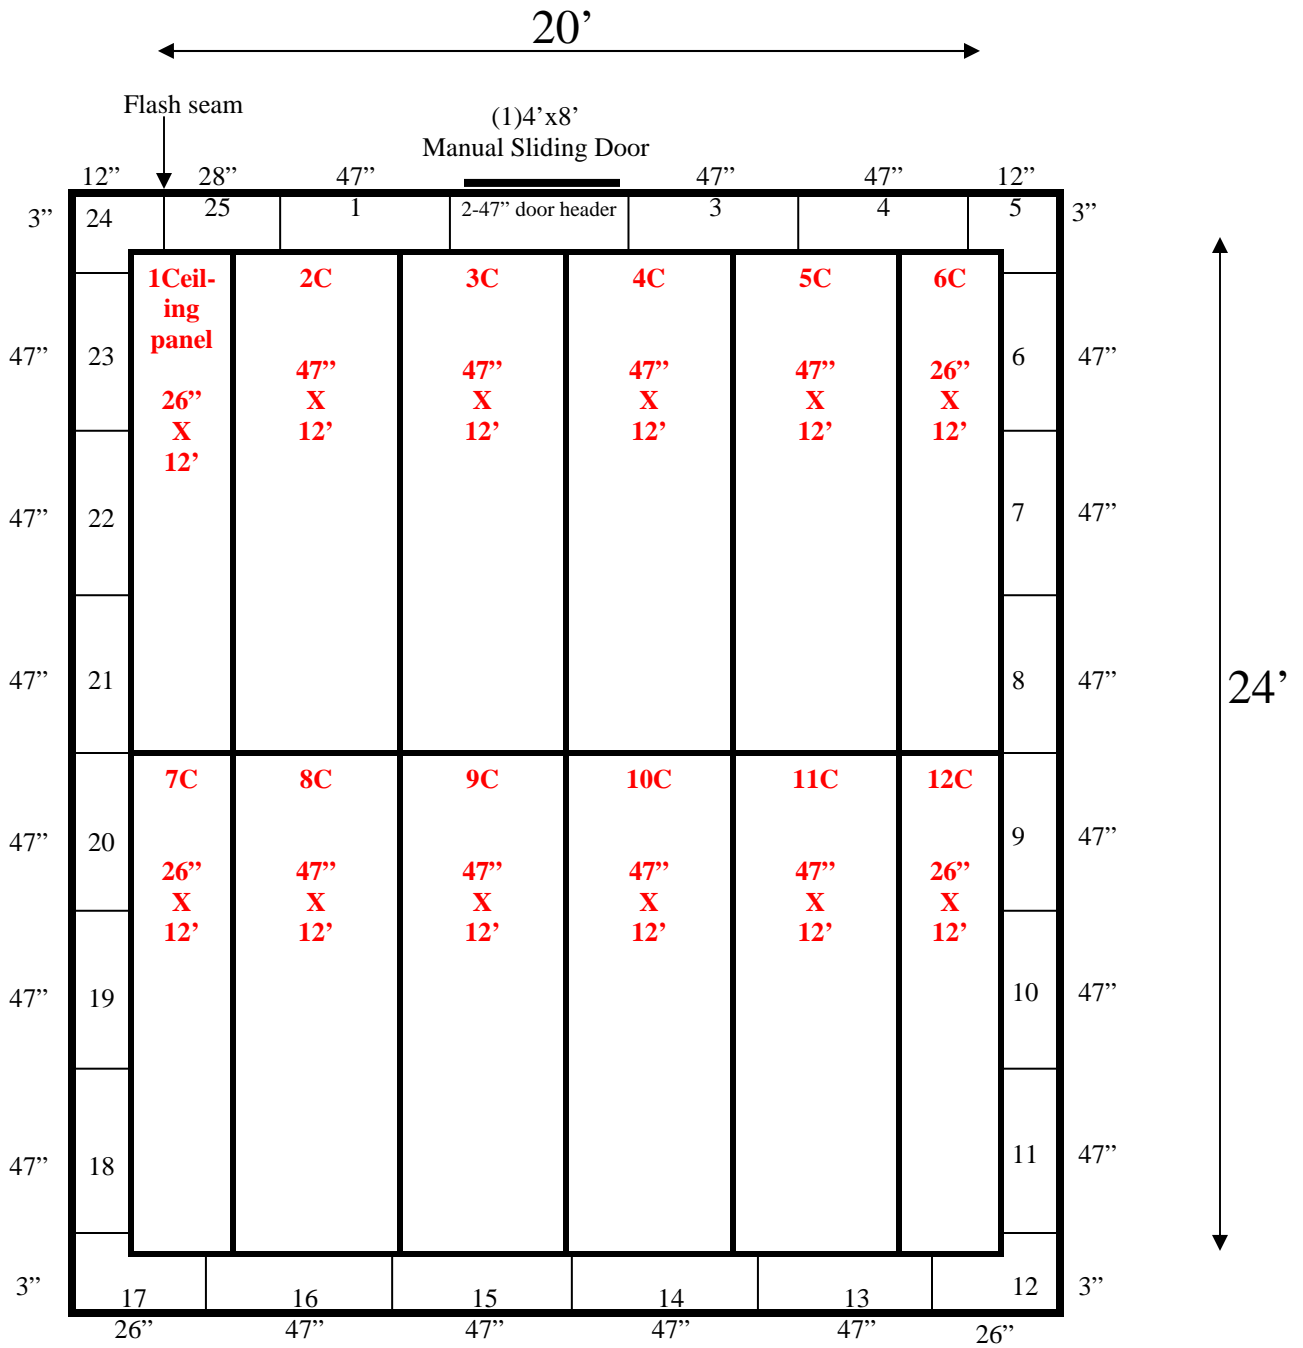 20’
Flash seam
(1)4’x8’
Manual Sliding Door
12” 28” 47” 47” 47” 12”
3” 24 25 1 2-47” door header 3 4 5 3”
1Ceil-
ing
panel
26”
X
12’
2C
47”
X
12’
3C
47”
X
12’
4C
47”
X
12’
5C
47”
X
12’
6C
26”
X
12’
47” 23 6 47”
47” 22 7 47”
47” 21 8 47”
24’
7C
26”
X
12’
8C
47”
X
12’
9C
47”
X
12’
10C
47”
X
12’
11C
47”
X
12’
12C
26”
X
12’
47” 20 9 47”
47” 19 10 47”
47” 18 11 47”
3” 17 16 15 14 13 12 3”
26” 47” 47” 47” 47” 26”